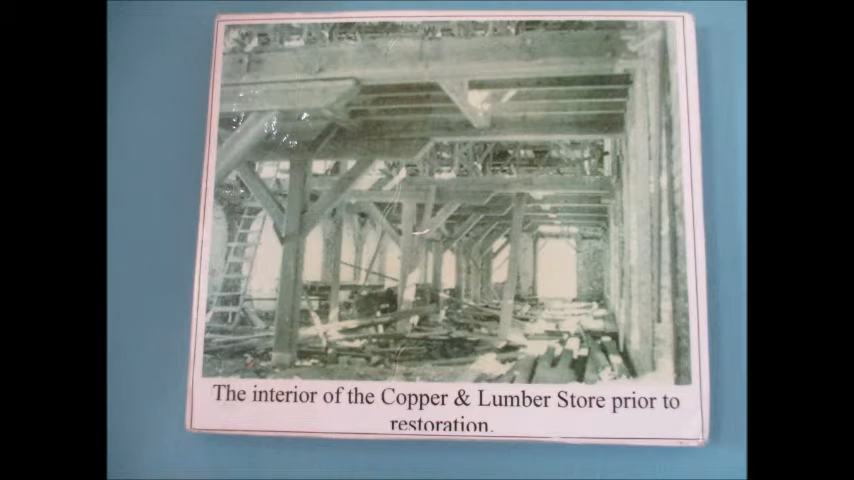 The interior of the Copper & Lumber Store prior to
restoration.